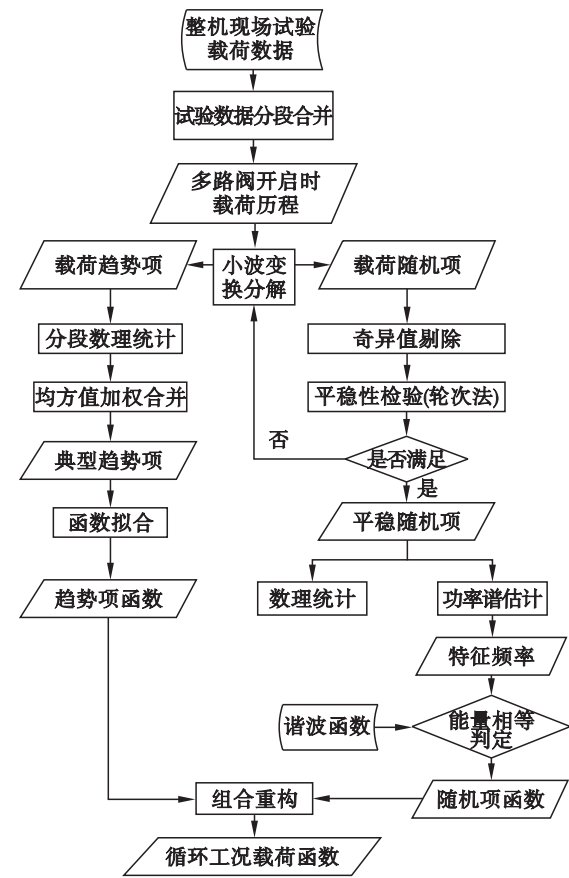 整机现场试验
载荷数据
试验数据分段合并
多路阀开启时
载荷历程
载荷趋势项
小波变
换分解
载荷随机项
分段数理统计
奇异值剔除
均方值加权合并
平稳性检验(轮次法)
否
典型趋势项
是否满足
是
函数拟合
平稳随机项
趋势项函数
数理统计
功率谱估计
特征频率
谐波函数
能量相等
判定
组合重构
随机项函数
循环工况载荷函数